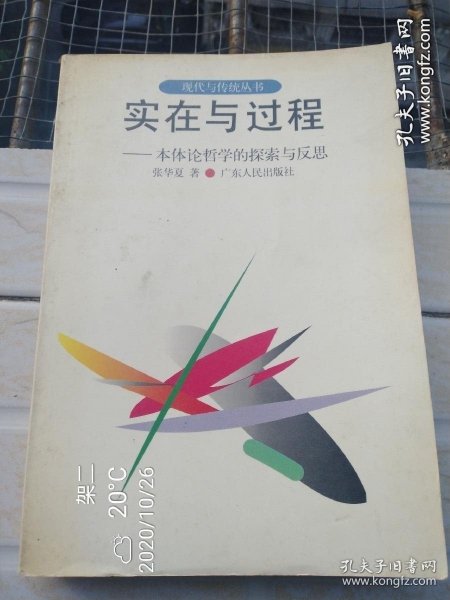 现代与传统丛书
实在与过程
——本体论哲学的探索与反思
张华夏 著 广东人民出版社
孔夫子旧书网
www.kongfz.com
架二
20°C
2020/10/26
孔夫子旧书网
www.kongfz.com